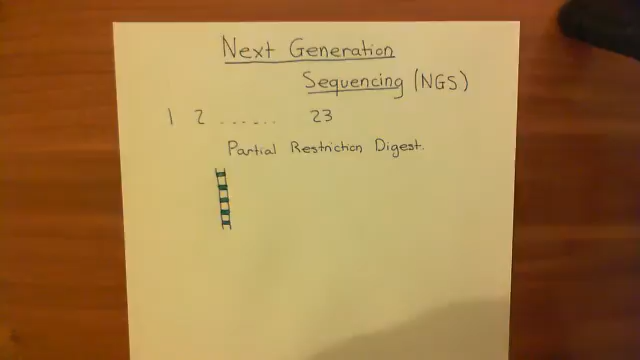 Next Generation
Sequencing (NGS)
1 2 ...... 23
Partial Restriction Digest.